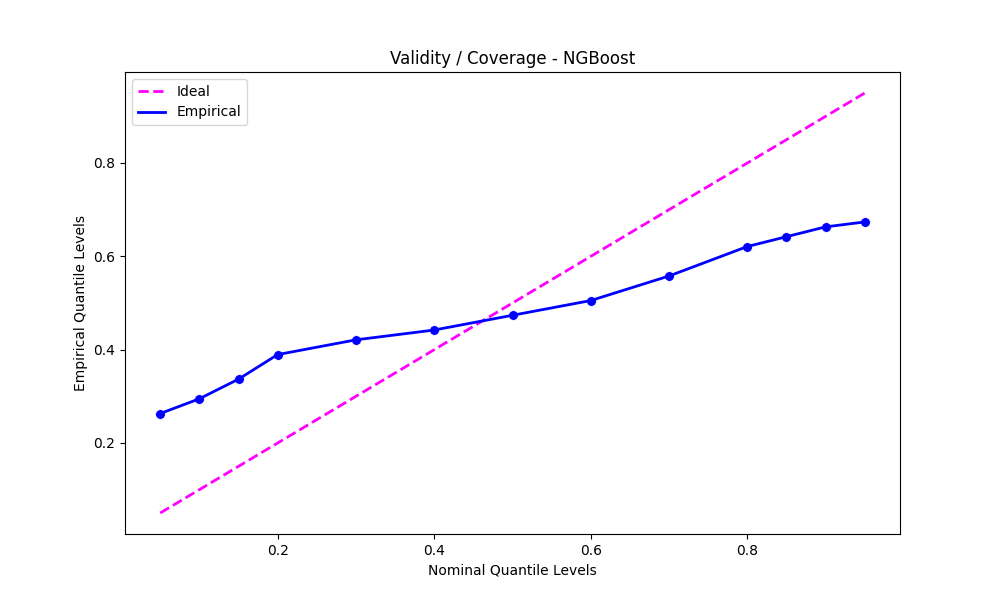 Validity / Coverage - NGBoost
Ideal
Empirical
0.8
0.6
0.4
0.2
Empirical Quantile Levels
0.2
0.4
0.6
0.8
Nominal Quantile Levels